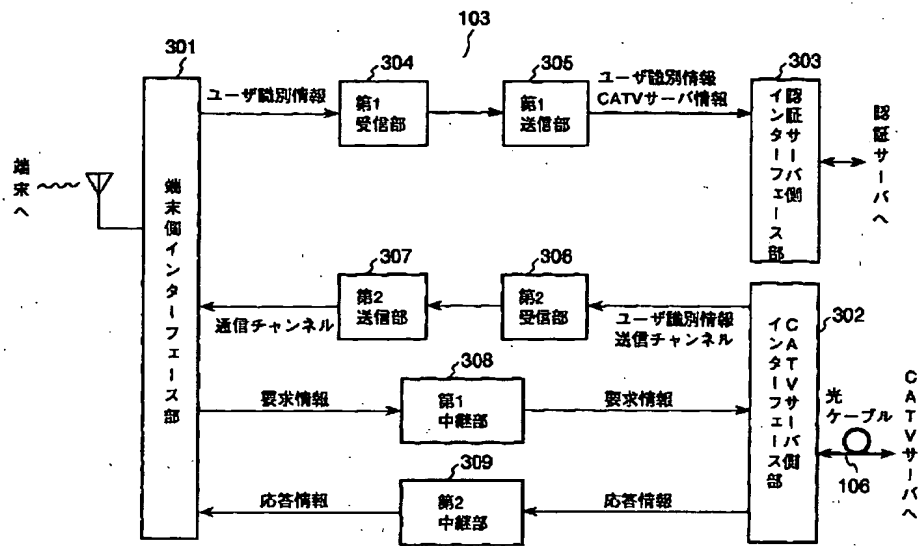 103
301
304
305
303
ユーザ識別情報
第1
受信部
第1
送信部
ユーザ識別情報
CATVサーバ情報
認証サーバ側
インターフェース部
認証サーバへ
端末へ
端末側インターフェース部
307
306
302
第2
送信部
第2
受信部
通信チャンネル
ユーザ識別情報
送信チャンネル
CATVサーバ側
インターフェース部
308
要求情報
第1
中継部
要求情報
光
ケーブル
106
CATVサーバへ
309
応答情報
第2
中継部
応答情報